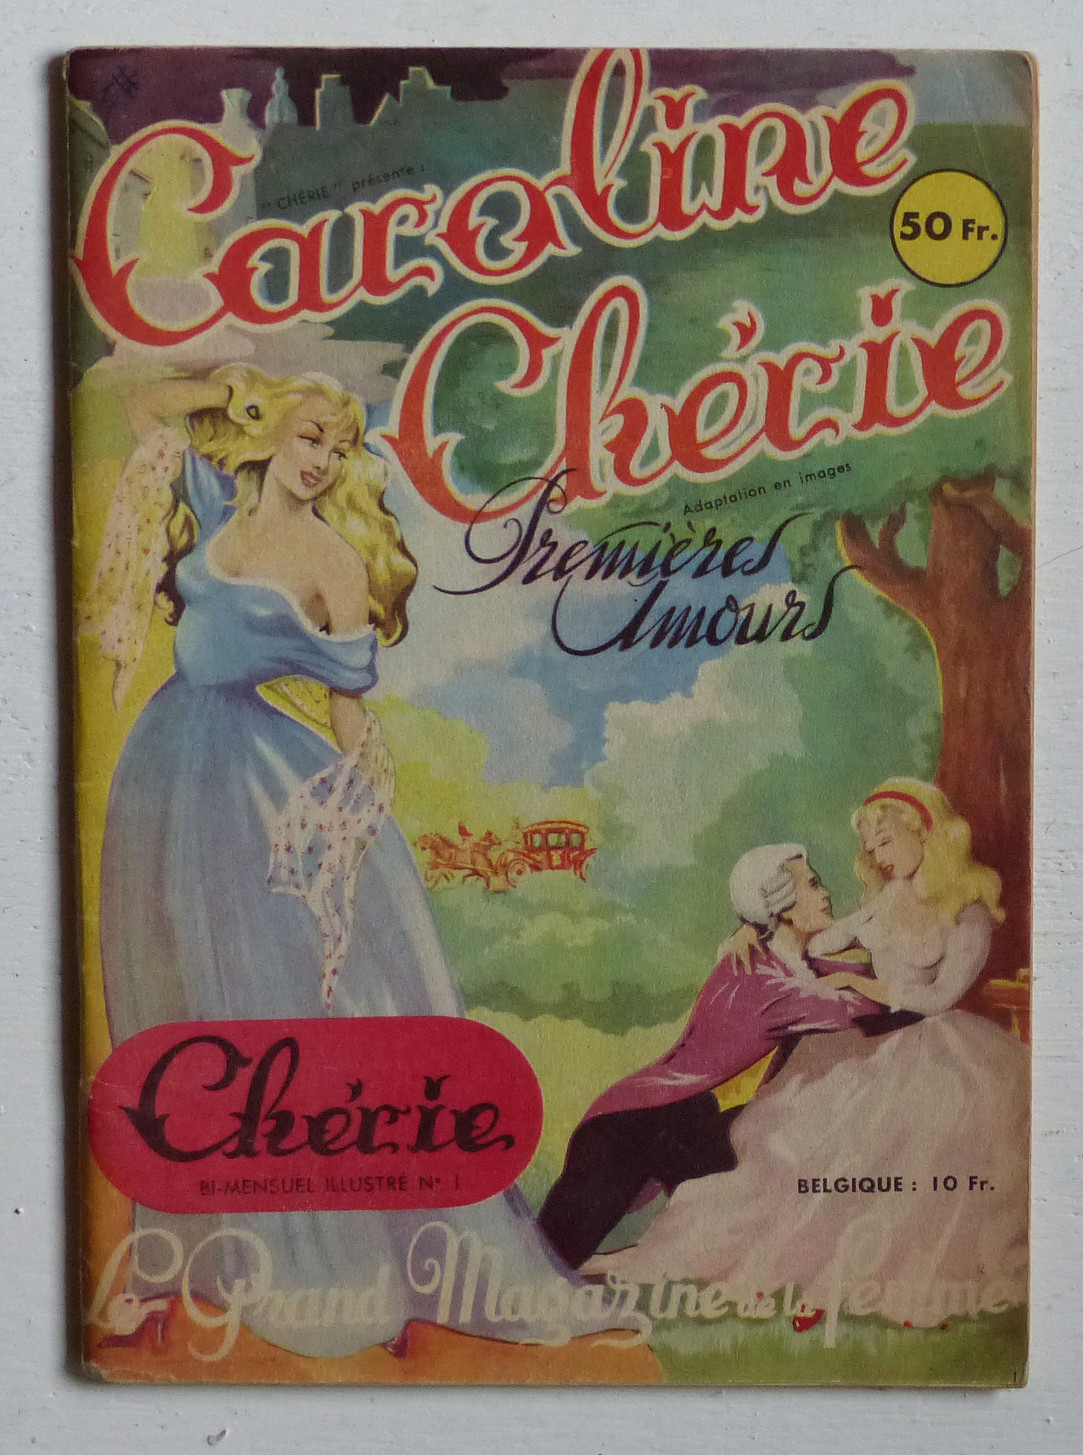 "CHÉRIE" présente :
Caroline
Chérie
50 Fr.
Adaptation en images
Premières
Amours
Chérie
BI-MENSUEL ILLUSTRÉ N° 1
BELGIQUE : 10 Fr.
Le Grand Magazine de la femme